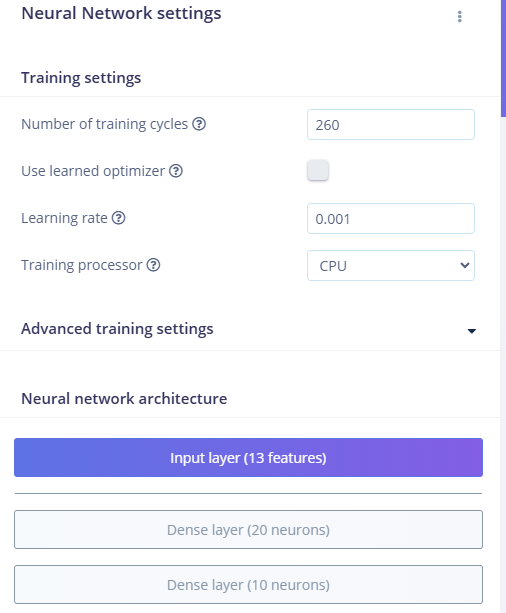 Neural Network settings
Training settings
Number of training cycles
260
Use learned optimizer
Learning rate
0.001
Training processor
CPU
Advanced training settings
Neural network architecture
Input layer (13 features)
Dense layer (20 neurons)
Dense layer (10 neurons)